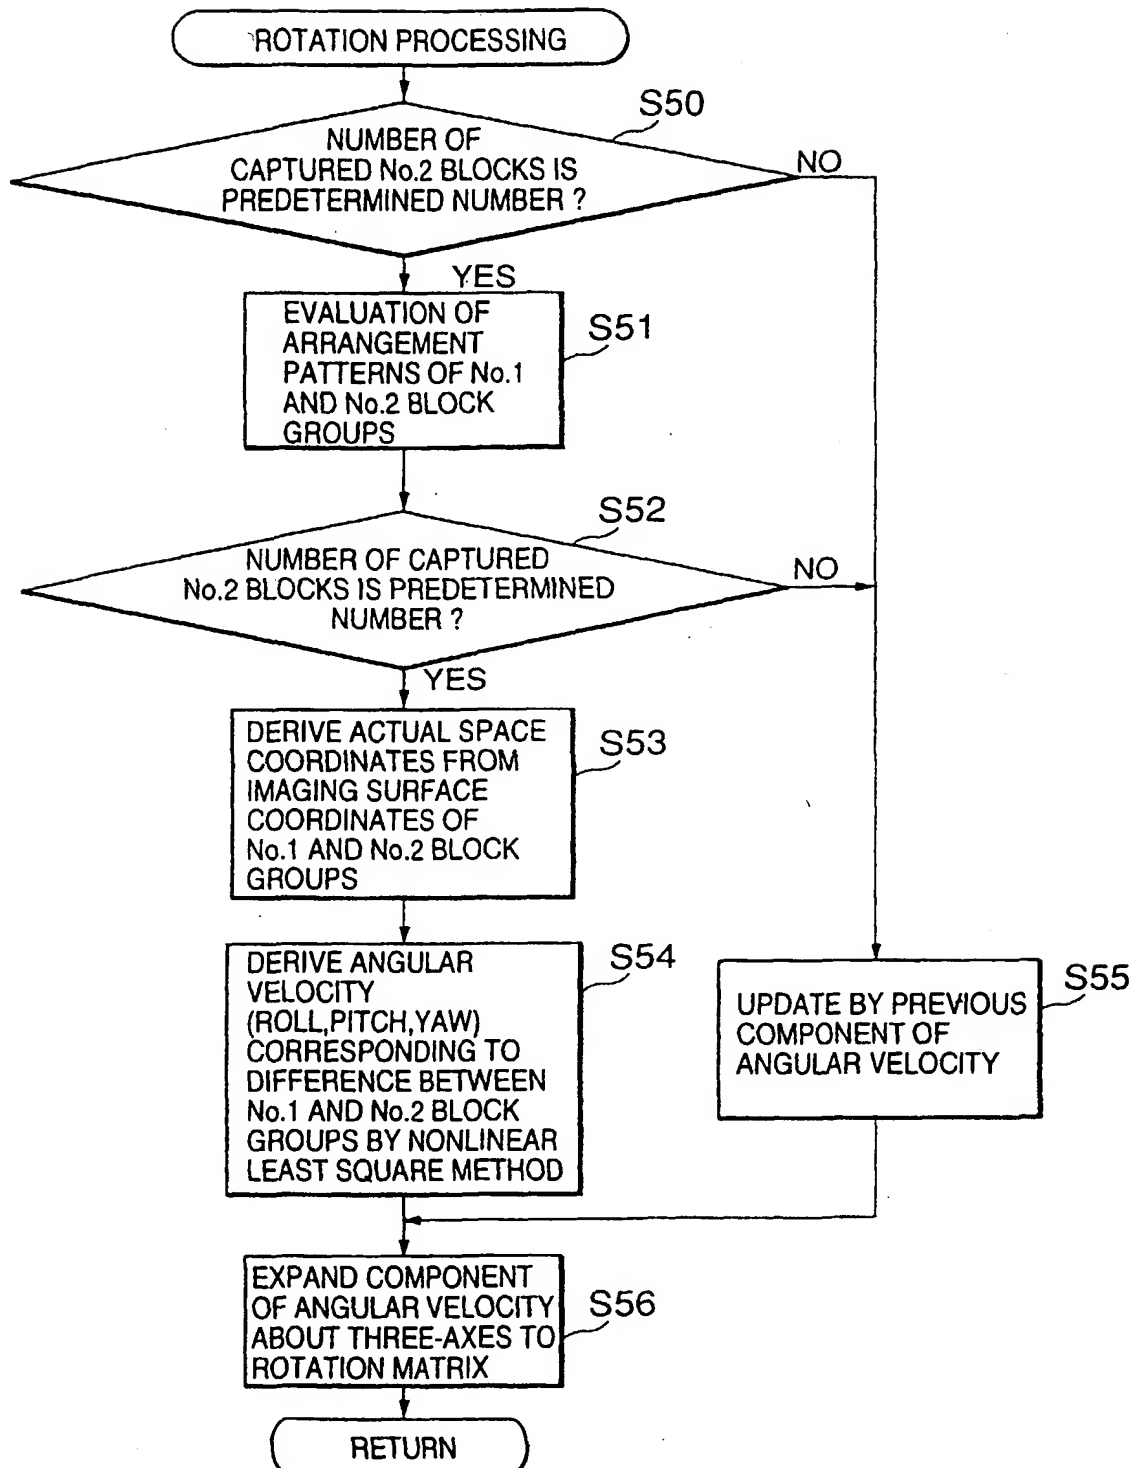 ROTATION PROCESSING
S50
NUMBER OF
CAPTURED No.2 BLOCKS IS
PREDETERMINED NUMBER ?
NO
YES
EVALUATION OF
ARRANGEMENT
PATTERNS OF No.1
AND No.2 BLOCK
GROUPS
S51
S52
NUMBER OF CAPTURED
No.2 BLOCKS IS PREDETERMINED
NUMBER ?
NO
YES
DERIVE ACTUAL SPACE
COORDINATES FROM
IMAGING SURFACE
COORDINATES OF
No.1 AND No.2 BLOCK
GROUPS
S53
DERIVE ANGULAR
VELOCITY
(ROLL,PITCH,YAW)
CORRESPONDING TO
DIFFERENCE BETWEEN
No.1 AND No.2 BLOCK
GROUPS BY NONLINEAR
LEAST SQUARE METHOD
S54
UPDATE BY PREVIOUS
COMPONENT OF
ANGULAR VELOCITY
S55
EXPAND COMPONENT
OF ANGULAR VELOCITY
ABOUT THREE-AXES TO
ROTATION MATRIX
S56
RETURN